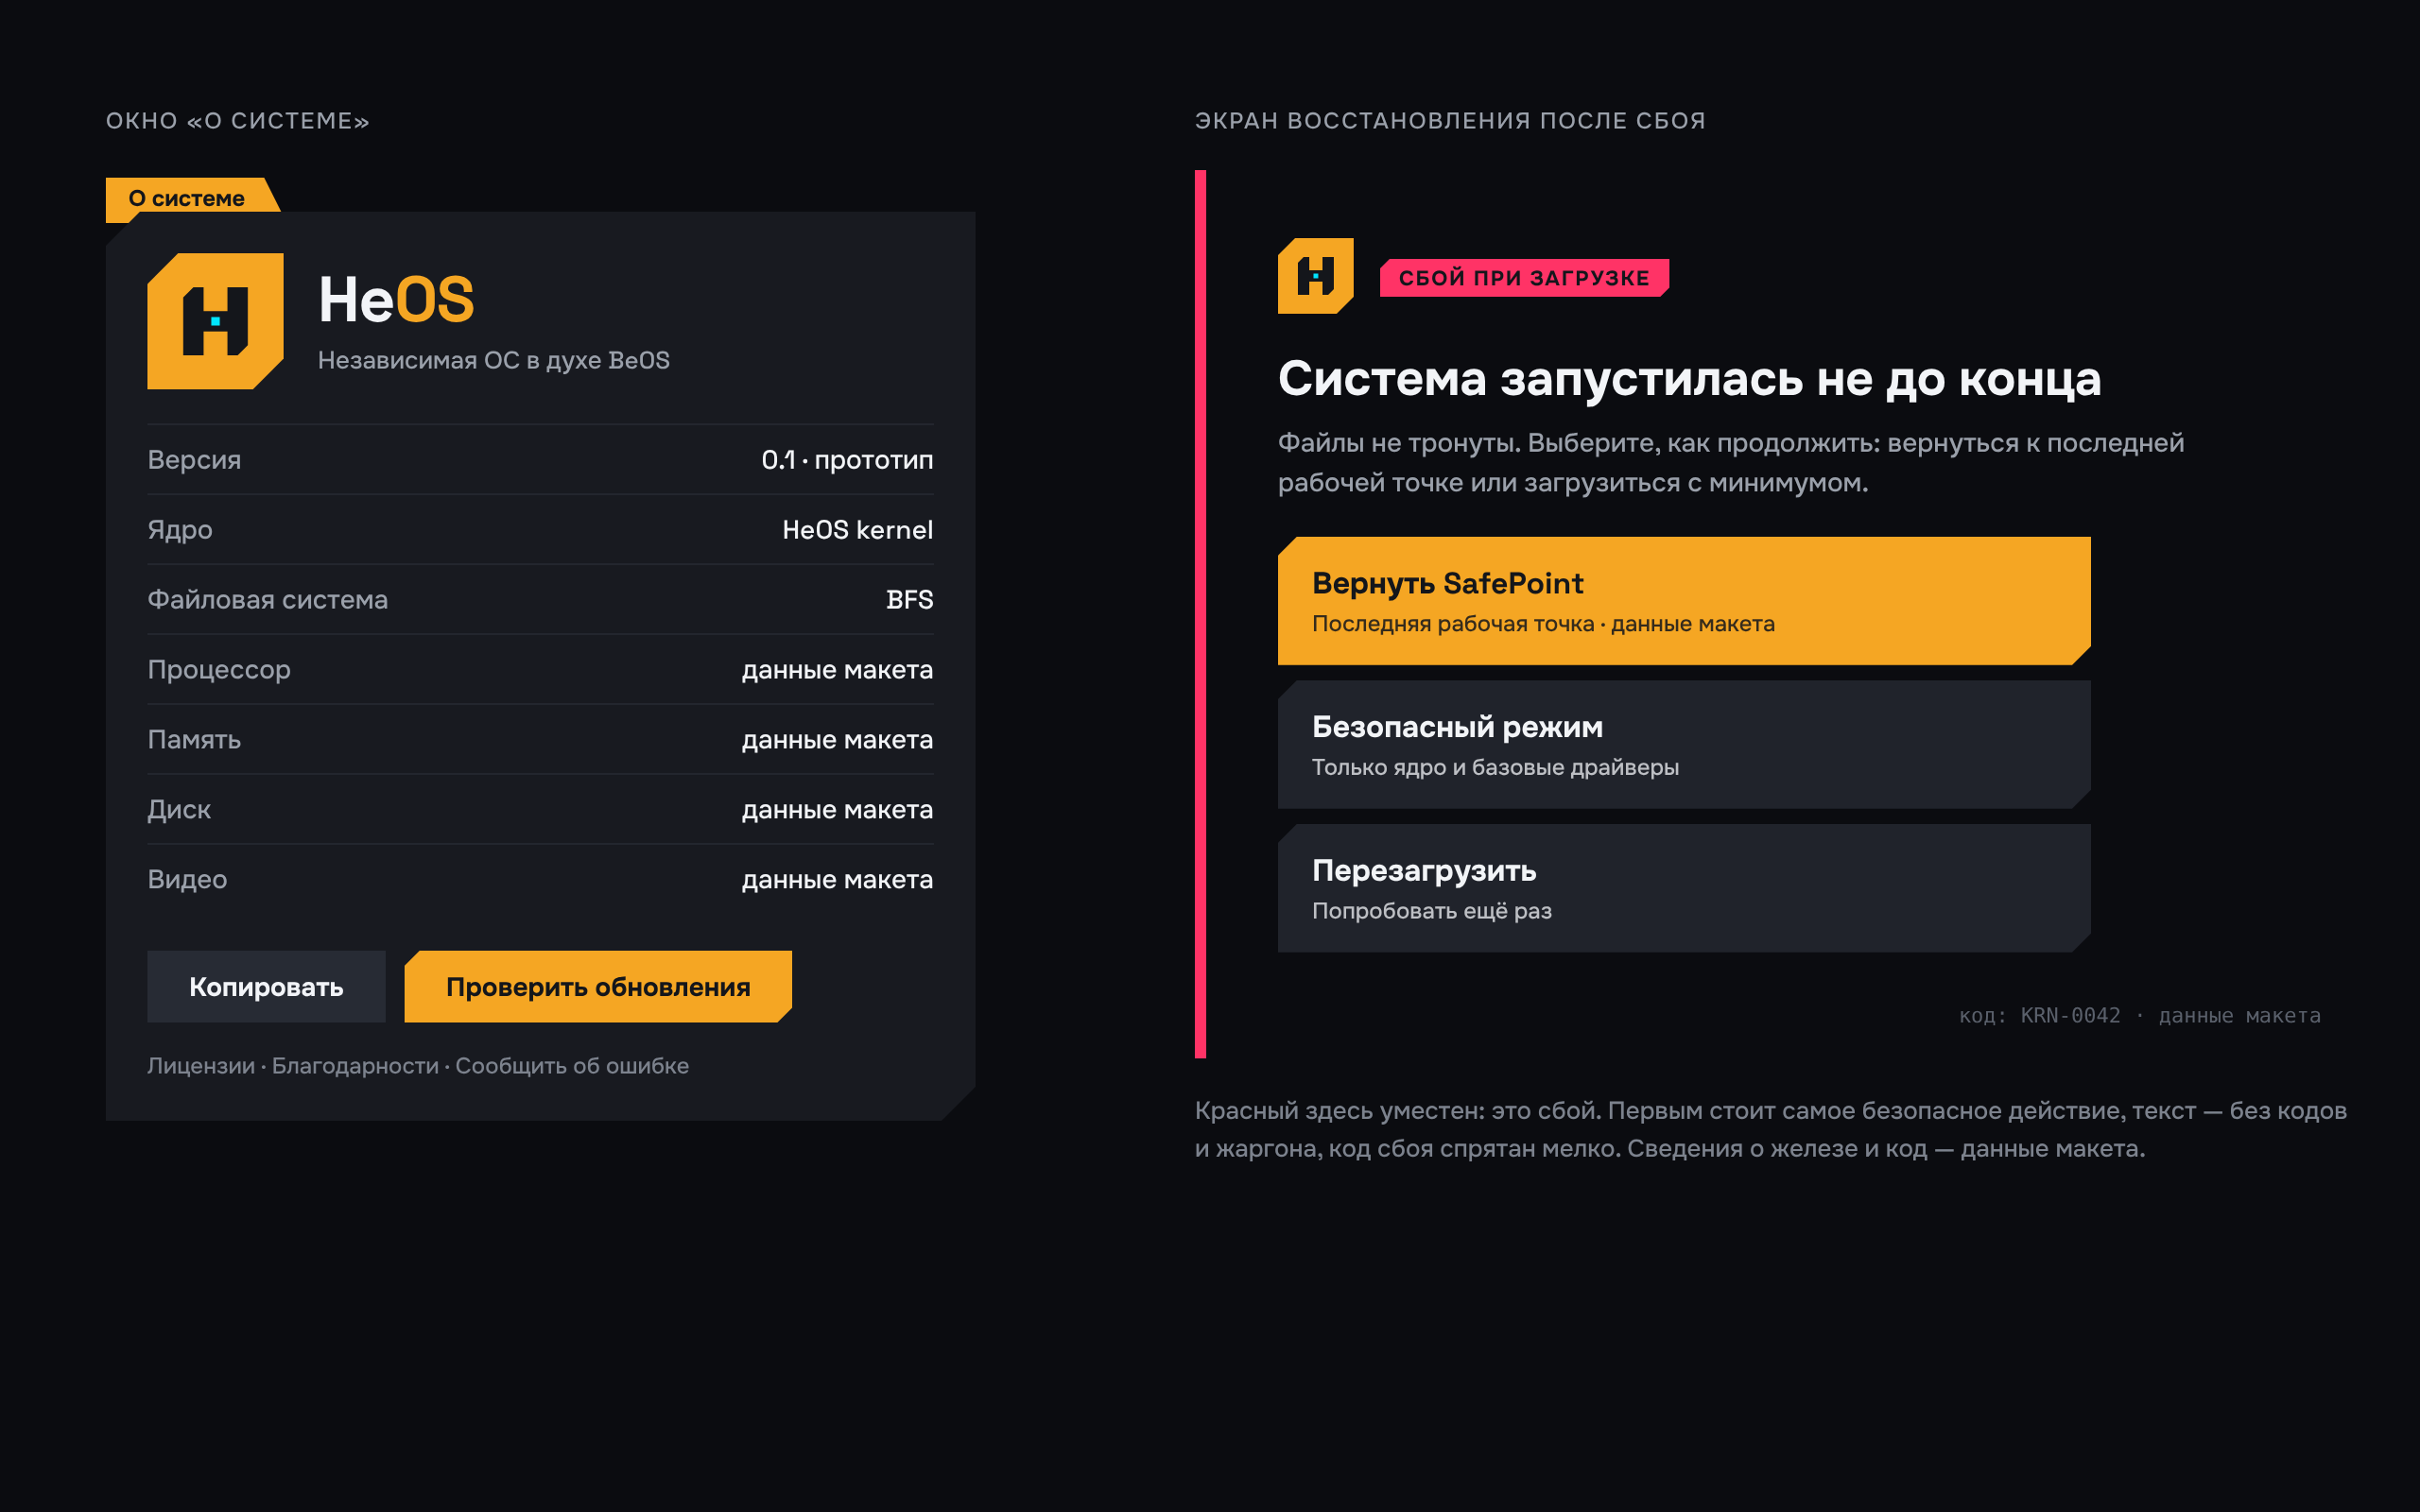 ОКНО «О СИСТЕМЕ»
О системе
HeOS
Независимая ОС в духе BeOS
Версия 0.1 · прототип
Ядро HeOS kernel
Файловая система BFS
Процессор данные макета
Память данные макета
Диск данные макета
Видео данные макета
Копировать Проверить обновления
Лицензии · Благодарности · Сообщить об ошибке
ЭКРАН ВОССТАНОВЛЕНИЯ ПОСЛЕ СБОЯ
СБОЙ ПРИ ЗАГРУЗКЕ
Система запустилась не до конца
Файлы не тронуты. Выберите, как продолжить: вернуться к последней
рабочей точке или загрузиться с минимумом.
Вернуть SafePoint
Последняя рабочая точка · данные макета
Безопасный режим
Только ядро и базовые драйверы
Перезагрузить
Попробовать ещё раз
код: KRN-0042 · данные макета
Красный здесь уместен: это сбой. Первым стоит самое безопасное действие, текст — без кодов
и жаргона, код сбоя спрятан мелко. Сведения о железе и код — данные макета.